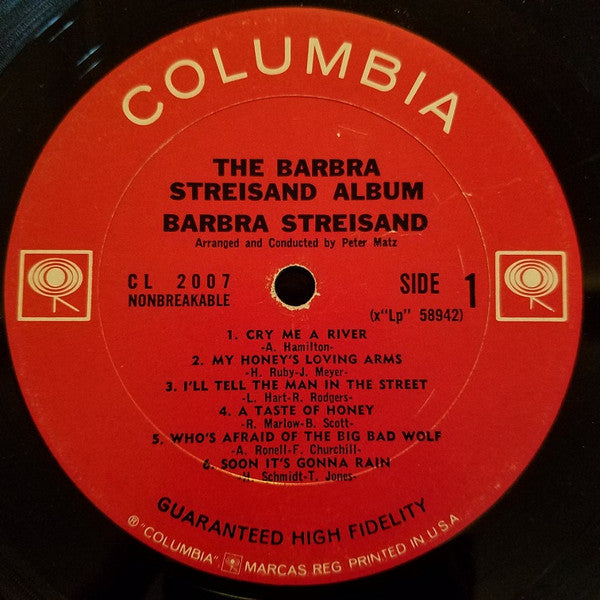 COLUMBIA
THE BARBRA
STREISAND ALBUM
BARBRA STREISAND
Arranged and Conducted by Peter Matz
CL 2007
NONBREAKABLE
SIDE 1
(x"Lp" 58942)
1. CRY ME A RIVER
-A. Hamilton-
2. MY HONEY'S LOVING ARMS
-H. Ruby-J. Meyer-
3. I'LL TELL THE MAN IN THE STREET
-L. Hart-R. Rodgers-
4. A TASTE OF HONEY
-R. Marlow-B. Scott-
5. WHO'S AFRAID OF THE BIG BAD WOLF
-A. Ronell-F. Churchill-
6. SOON IT'S GONNA RAIN
-H. Schmidt-T. Jones-
GUARANTEED HIGH FIDELITY
® "COLUMBIA" MARCAS REG. PRINTED IN U.S.A.